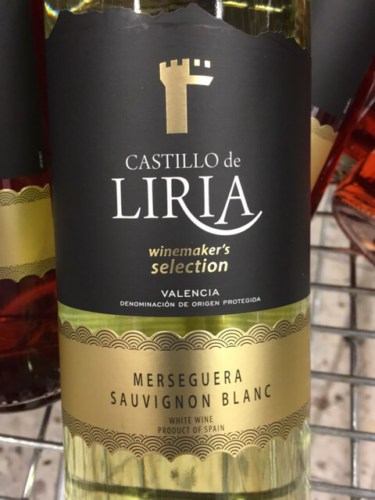 CASTILLO de
LIRIA
winemaker's
selection
VALENCIA
DENOMINACIÓN DE ORIGEN PROTEGIDA
MERSEGUERA
SAUVIGNON BLANC
WHITE WINE
PRODUCT OF SPAIN